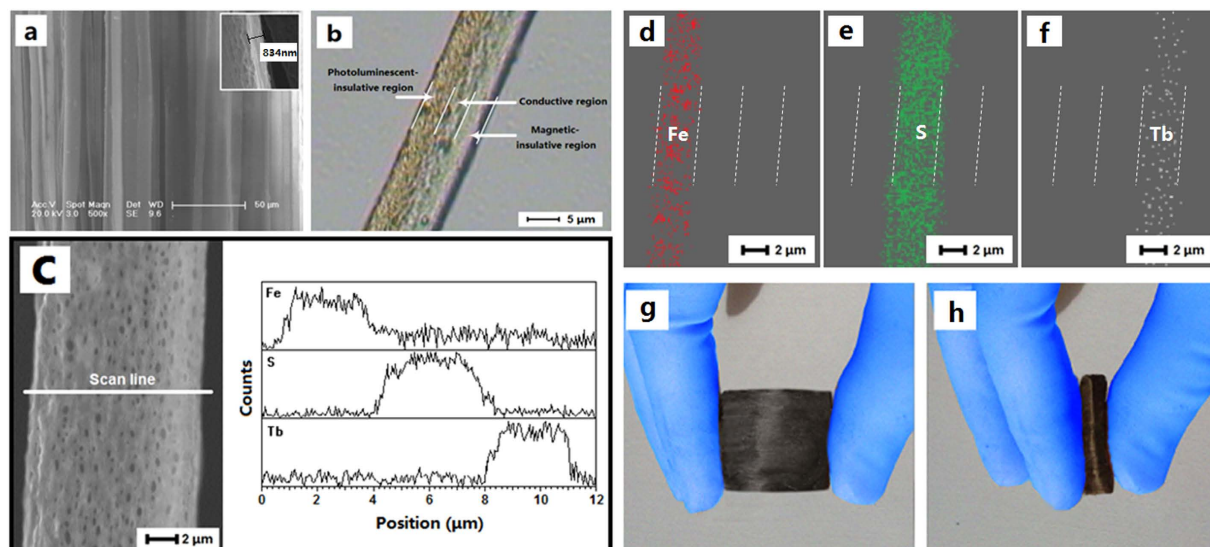 a
834nm
Acc.V Spot Magn Det WD
20.0 kV 3.0 500x SE 9.6
50 µm
b
Photoluminescent-
insulative region
Conductive region
Magnetic-
insulative region
5 µm
C
Scan line
2 µm
Fe
S
Tb
Counts
0 2 4 6 8 10 12
Position (µm)
d
Fe
2 µm
e
S
2 µm
f
Tb
2 µm
g
h